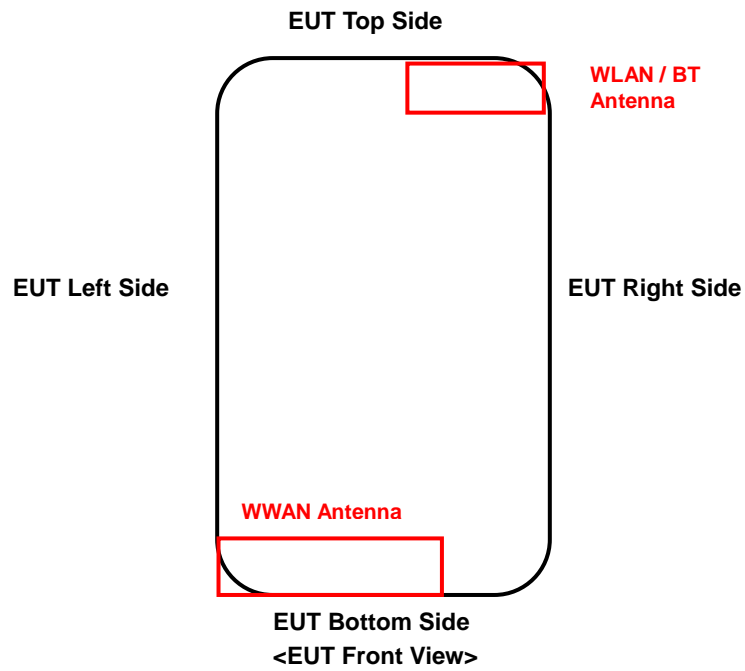 EUT Top Side
WLAN / BT
Antenna
EUT Left Side
EUT Right Side
WWAN Antenna
EUT Bottom Side
<EUT Front View>